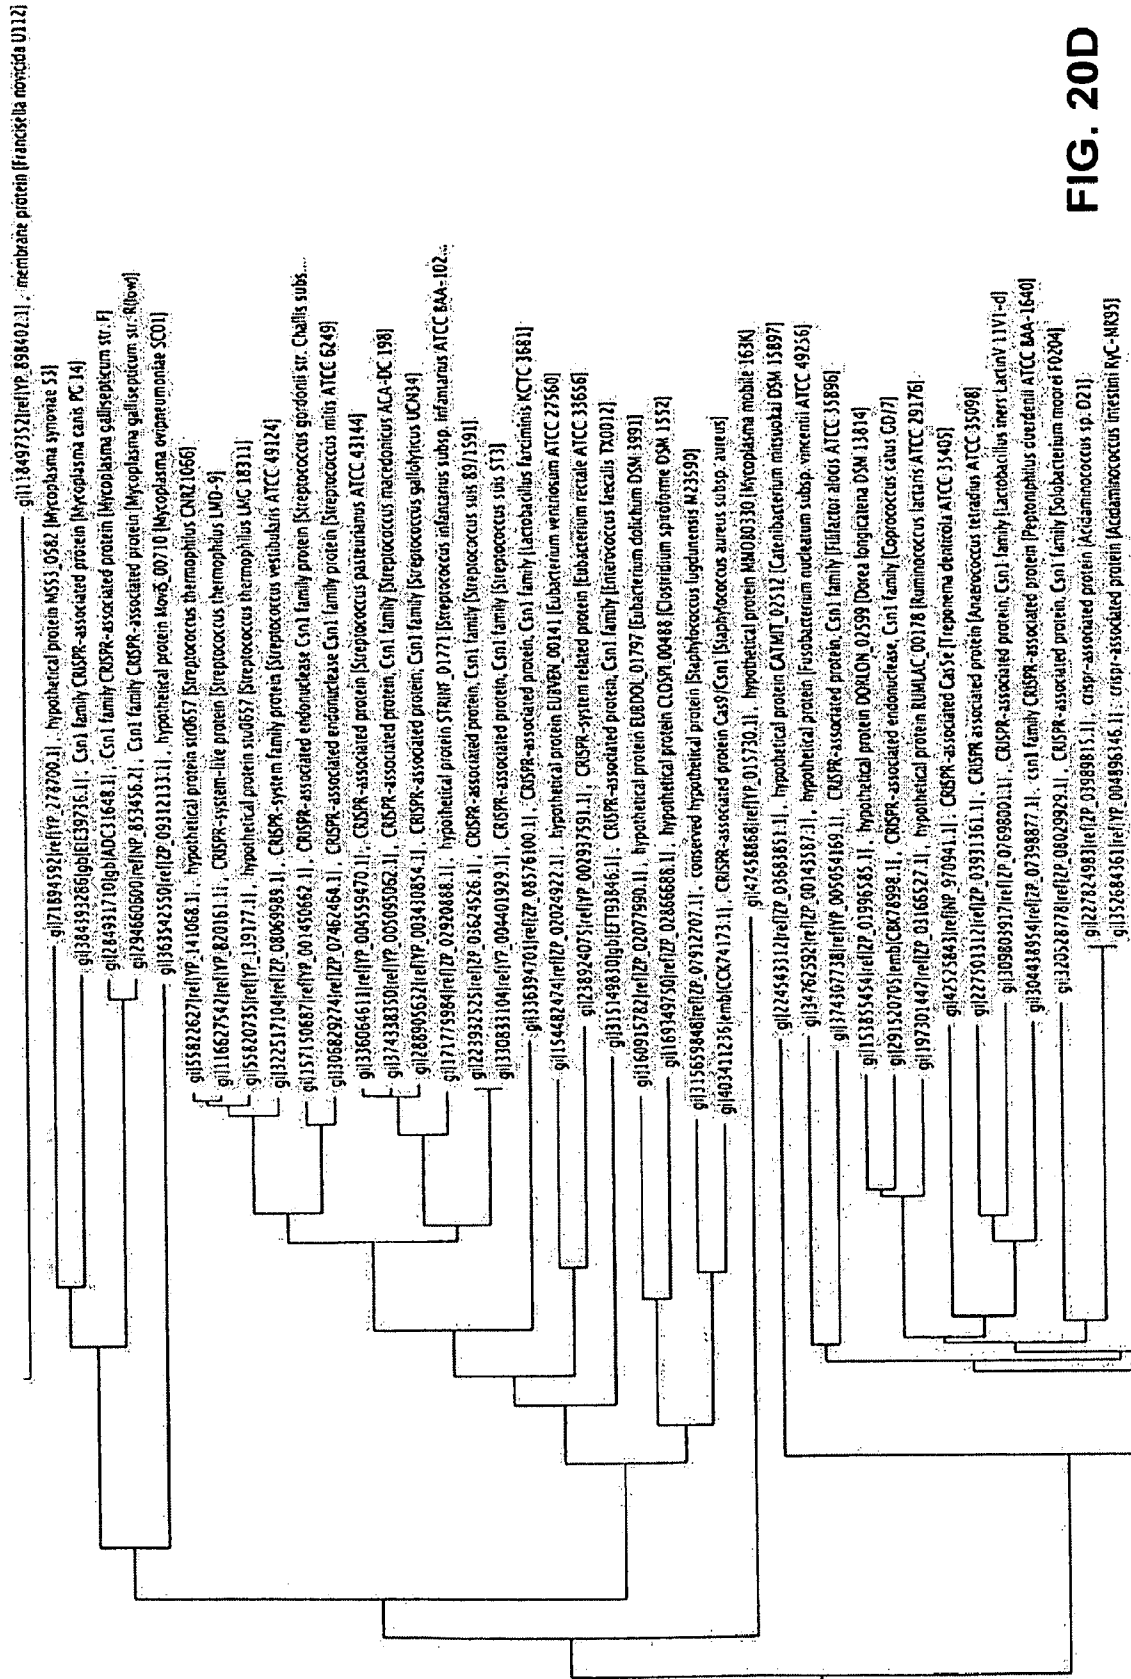 gi|118497352|ref|YP_898402.1|, membrane protein [Francisella novicida U112]
gi|71894592|ref|YP_278700.1|, hypothetical protein MS53_0582 [Mycoplasma synoviae 53]
gi|384393286|gb|EIE39736.1|, Csn1 family CRISPR-associated protein [Mycoplasma canis PG 14]
gi|284931710|gb|ADC31648.1|, Csn1 family CRISPR-associated protein [Mycoplasma gallisepticum str. F]
gi|294660600|ref|NP_853456.2|, Csn1 family CRISPR-associated protein [Mycoplasma gallisepticum str. R(low)]
gi|363542550|ref|ZP_09312133.1|, hypothetical protein MoviS_00710 [Mycoplasma ovipneumoniae SC01]
gi|55822627|ref|YP_141068.1|, hypothetical protein str0657 [Streptococcus thermophilus CNRZ1066]
gi|116627542|ref|YP_820161.1|, CRISPR-system-like protein [Streptococcus thermophilus LMD-9]
gi|55820735|ref|YP_139177.1|, hypothetical protein stu0657 [Streptococcus thermophilus LMG 18311]
gi|322517104|ref|ZP_08069989.1|, CRISPR-system family protein [Streptococcus vestibularis ATCC 49124]
gi|157150687|ref|YP_001450662.1|, CRISPR-associated endonuclease Csn1 family protein [Streptococcus gordonii str. Challis subs...
gi|306829274|ref|ZP_07462464.1|, CRISPR-associated endonuclease Csn1 family protein [Streptococcus mitis ATCC 6249]
gi|336064611|ref|YP_004559470.1|, CRISPR-associated protein [Streptococcus pasteurianus ATCC 43144]
gi|374338350|ref|YP_005095062.1|, CRISPR-associated protein, Csn1 family [Streptococcus macedonicus ACA-DC 198]
gi|288905632|ref|YP_003430854.1|, CRISPR-associated protein, Csn1 family [Streptococcus gallolyticus UCN34]
gi|171779984|ref|ZP_02920888.1|, hypothetical protein STRINF_01771 [Streptococcus infantarius subsp. infantarius ATCC BAA-102...
gi|223932525|ref|ZP_03624526.1|, CRISPR-associated protein, Csn1 family [Streptococcus suis 89/1591]
gi|330833104|ref|YP_004401929.1|, CRISPR-associated protein, Csn1 family [Streptococcus suis ST3]
gi|336394701|ref|ZP_08576100.1|, CRISPR-associated protein, Csn1 family [Lactobacillus farciminis KCTC 3681]
gi|154482474|ref|ZP_02024922.1|, hypothetical protein EUBVEN_00141 [Eubacterium ventriosum ATCC 27560]
gi|238924075|ref|YP_002937591.1|, CRISPR-system related protein [Eubacterium rectale ATCC 33656]
gi|315149830|gb|EFT93846.1|, CRISPR-associated protein, Csn1 family [Enterococcus faecalis TX0012]
gi|160915782|ref|ZP_02077990.1|, hypothetical protein EUBDOL_01797 [Eubacterium dolichum DSM 3991]
gi|169349750|ref|ZP_02866688.1|, hypothetical protein CLOSPI_00488 [Clostridium spiroforme DSM 1552]
gi|315659848|ref|ZP_07912707.1|, conserved hypothetical protein [Staphylococcus lugdunensis M23590]
gi|403411236|emb|CCK74173.1|, CRISPR-associated protein Cas9/Csn1 [Staphylococcus aureus subsp. aureus]
gi|47458868|ref|YP_015730.1|, hypothetical protein MMOB0330 [Mycoplasma mobile 163K]
gi|224543312|ref|ZP_03683851.1|, hypothetical protein CATMIT_02512 [Catenibacterium mitsuokai DSM 15897]
gi|34762592|ref|ZP_00143587.1|, hypothetical protein [Fusobacterium nucleatum subsp. vincentii ATCC 49256]
gi|374307738|ref|YP_005054169.1|, CRISPR-associated protein, Csn1 family [Filifactor alocis ATCC 35896]
gi|153854454|ref|ZP_01996585.1|, hypothetical protein DORLON_02599 [Dorea longicatena DSM 13814]
gi|291520705|emb|CBK78998.1|, CRISPR-associated endonuclease, Csn1 family [Coprococcus catus GD/7]
gi|197301447|ref|ZP_03166527.1|, hypothetical protein RUMLAC_00178 [Ruminococcus lactaris ATCC 29176]
gi|42525843|ref|NP_970941.1|, CRISPR-associated Cas5e [Treponema denticola ATCC 35405]
gi|227501312|ref|ZP_03931361.1|, CRISPR-associated protein [Anaerococcus tetradius ATCC 35098]
gi|309803917|ref|ZP_07698001.1|, CRISPR-associated protein, Csn1 family [Lactobacillus iners LactinV 11V1-d]
gi|304438954|ref|ZP_07398877.1|, csn1 family CRISPR-associated protein [Peptoniphilus duerdenii ATCC BAA-1640]
gi|320528778|ref|ZP_08029929.1|, CRISPR-associated protein, Csn1 family [Solobacterium moorei F0204]
gi|227824983|ref|ZP_03989815.1|, crispr-associated protein [Acidaminococcus sp. D21]
gi|352684361|ref|YP_004896346.1|, crispr-associated protein [Acidaminococcus intestini RyC-MR95]
FIG. 20D